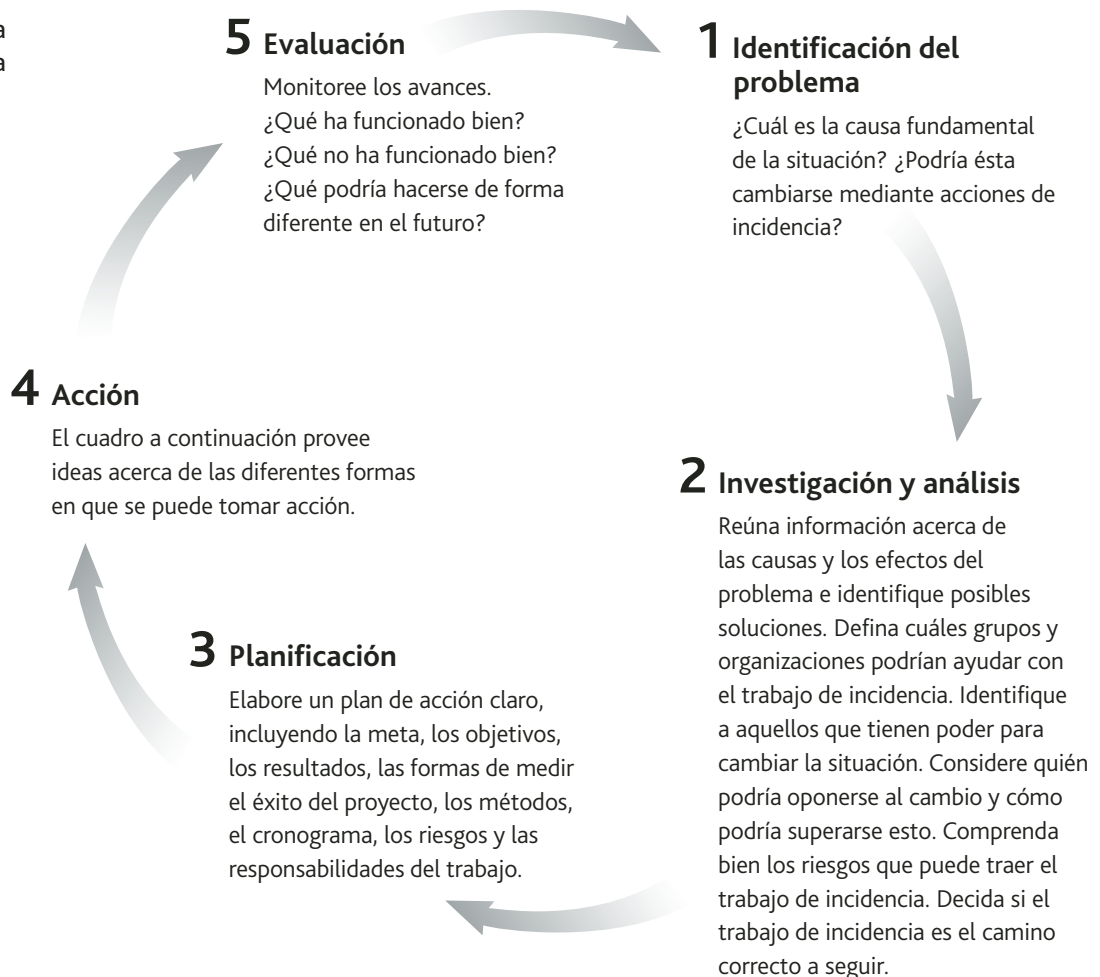 a
a
5 Evaluación
Monitoree los avances.
¿Qué ha funcionado bien?
¿Qué no ha funcionado bien?
¿Qué podría hacerse de forma
diferente en el futuro?
1 Identificación del
problema
¿Cuál es la causa fundamental
de la situación? ¿Podría ésta
cambiarse mediante acciones de
incidencia?
2 Investigación y análisis
Reúna información acerca de
las causas y los efectos del
problema e identifique posibles
soluciones. Defina cuáles grupos y
organizaciones podrían ayudar con
el trabajo de incidencia. Identifique
a aquellos que tienen poder para
cambiar la situación. Considere quién
podría oponerse al cambio y cómo
podría superarse esto. Comprenda
bien los riesgos que puede traer el
trabajo de incidencia. Decida si el
trabajo de incidencia es el camino
correcto a seguir.
3 Planificación
Elabore un plan de acción claro,
incluyendo la meta, los objetivos,
los resultados, las formas de medir
el éxito del proyecto, los métodos,
el cronograma, los riesgos y las
responsabilidades del trabajo.
4 Acción
El cuadro a continuación provee
ideas acerca de las diferentes formas
en que se puede tomar acción.